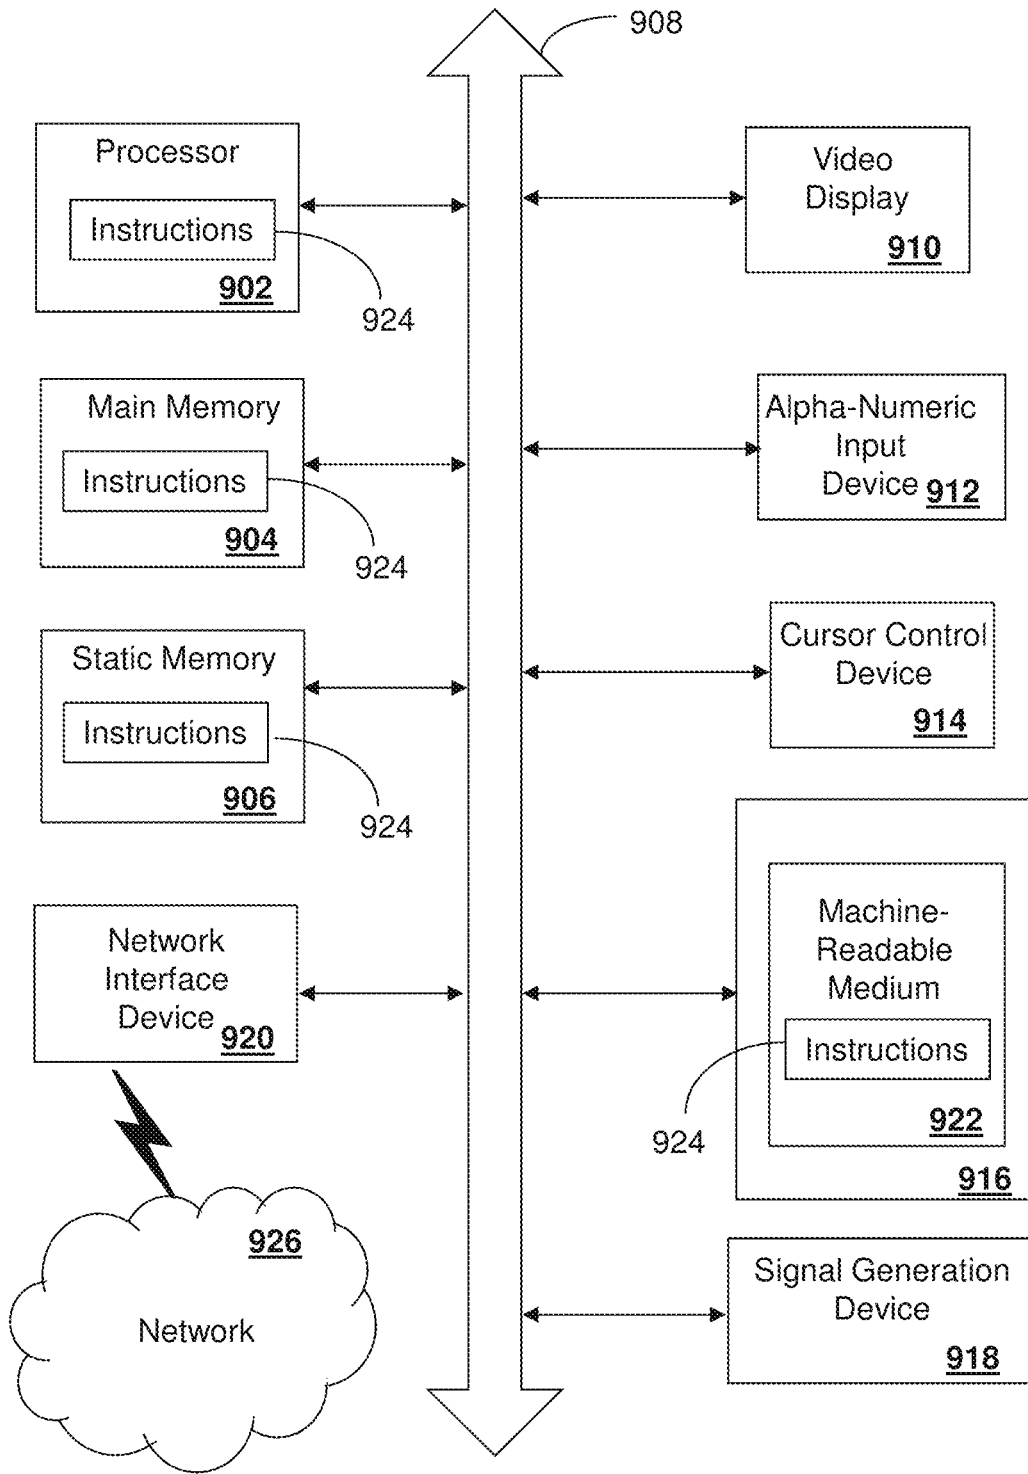 908
Processor
Instructions
902
924
Main Memory
Instructions
904
924
Static Memory
Instructions
906
924
Network
Interface
Device
920
926
Network
Video
Display
910
Alpha-Numeric
Input
Device
912
Cursor Control
Device
914
Machine-
Readable
Medium
Instructions
924
922
916
Signal Generation
Device
918